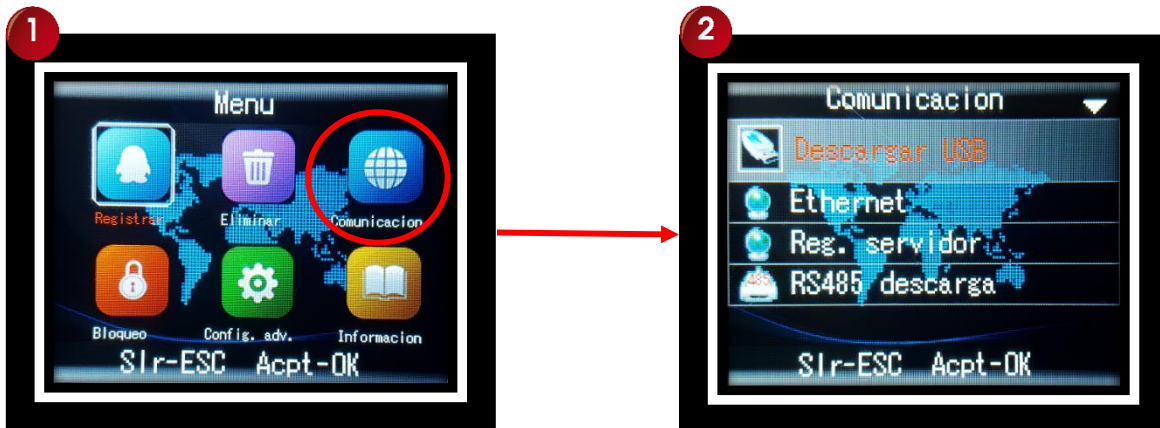 1
Menu
Registrar
Eliminar
Comunicacion
Bloqueo
Config. adv.
Informacion
Slr-ESC Acpt-OK
2
Comunicacion
Descargar USB
Ethernet
Reg. servidor
485
RS485 descarga
Slr-ESC Acpt-OK